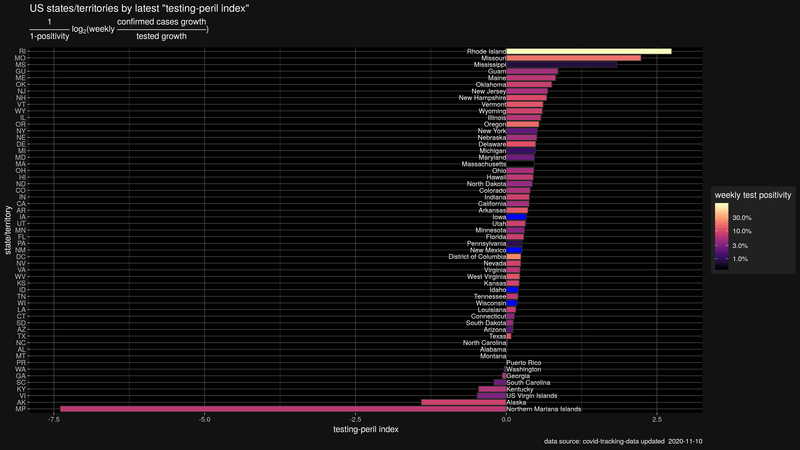 US states/territories by latest "testing-peril index"
1
1-positivity
log2(weekly
confirmed cases growth
tested growth
)
RI Rhode Island
MO Missouri
MS Mississippi
GU Guam
ME Maine
OK Oklahoma
NJ New Jersey
NH New Hampshire
VT Vermont
WY Wyoming
IL Illinois
OR Oregon
NY New York
NE Nebraska
DE Delaware
MI Michigan
MD Maryland
MA Massachusetts
OH Ohio
HI Hawaii
ND North Dakota
CO Colorado
IN Indiana
CA California
AR Arkansas
IA Iowa
UT Utah
MN Minnesota
FL Florida
PA Pennsylvania
NM New Mexico
DC District of Columbia
NV Nevada
VA Virginia
WV West Virginia
KS Kansas
ID Idaho
TN Tennessee
WI Wisconsin
LA Louisiana
CT Connecticut
SD South Dakota
AZ Arizona
TX Texas
NC North Carolina
AL Alabama
MT Montana
PR Puerto Rico
WA Washington
GA Georgia
SC South Carolina
KY Kentucky
VI US Virgin Islands
AK Alaska
MP Northern Mariana Islands
state/territory
-7.5 -5.0 -2.5 0.0 2.5
testing-peril index
weekly test positivity
30.0%
10.0%
3.0%
1.0%
data source: covid-tracking-data updated 2020-11-10